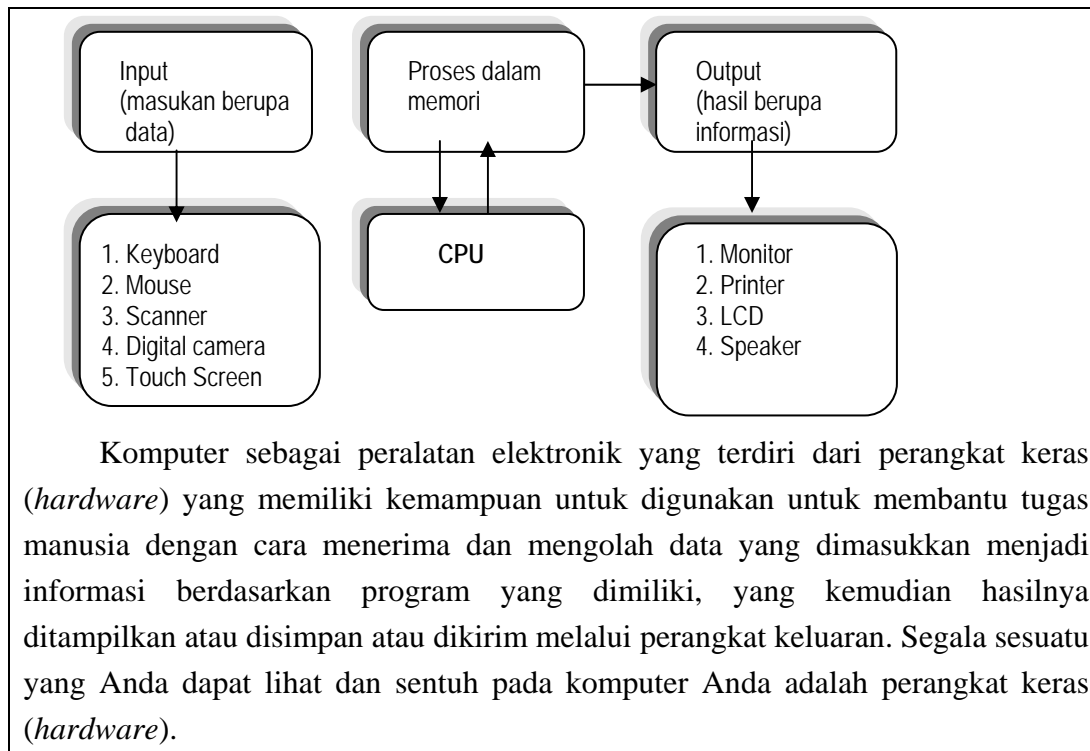 Input
(masukan berupa
data)
Proses dalam
memori
Output
(hasil berupa
informasi)
1. Keyboard
2. Mouse
3. Scanner
4. Digital camera
5. Touch Screen
CPU
1. Monitor
2. Printer
3. LCD
4. Speaker
Komputer sebagai peralatan elektronik yang terdiri dari perangkat keras
(hardware) yang memiliki kemampuan untuk digunakan untuk membantu tugas
manusia dengan cara menerima dan mengolah data yang dimasukkan menjadi
informasi berdasarkan program yang dimiliki, yang kemudian hasilnya
ditampilkan atau disimpan atau dikirim melalui perangkat keluaran. Segala sesuatu
yang Anda dapat lihat dan sentuh pada komputer Anda adalah perangkat keras
(hardware).